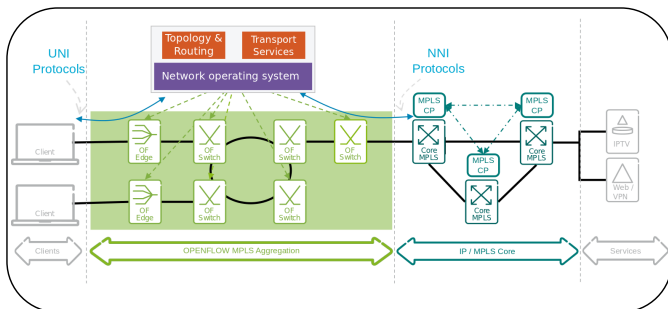 Topology &
Routing
Transport
Services
Network operating system
UNI
Protocols
NNI
Protocols
MPLS
CP
MPLS
CP
MPLS
CP
Client
OF
Edge
OF
Switch
OF
Switch
OF
Switch
Core
MPLS
Core
MPLS
IPTV
Client
OF
Edge
OF
Switch
OF
Switch
Core
MPLS
Web /
VPN
Clients
OPENFLOW MPLS Aggregation
IP / MPLS Core
Services